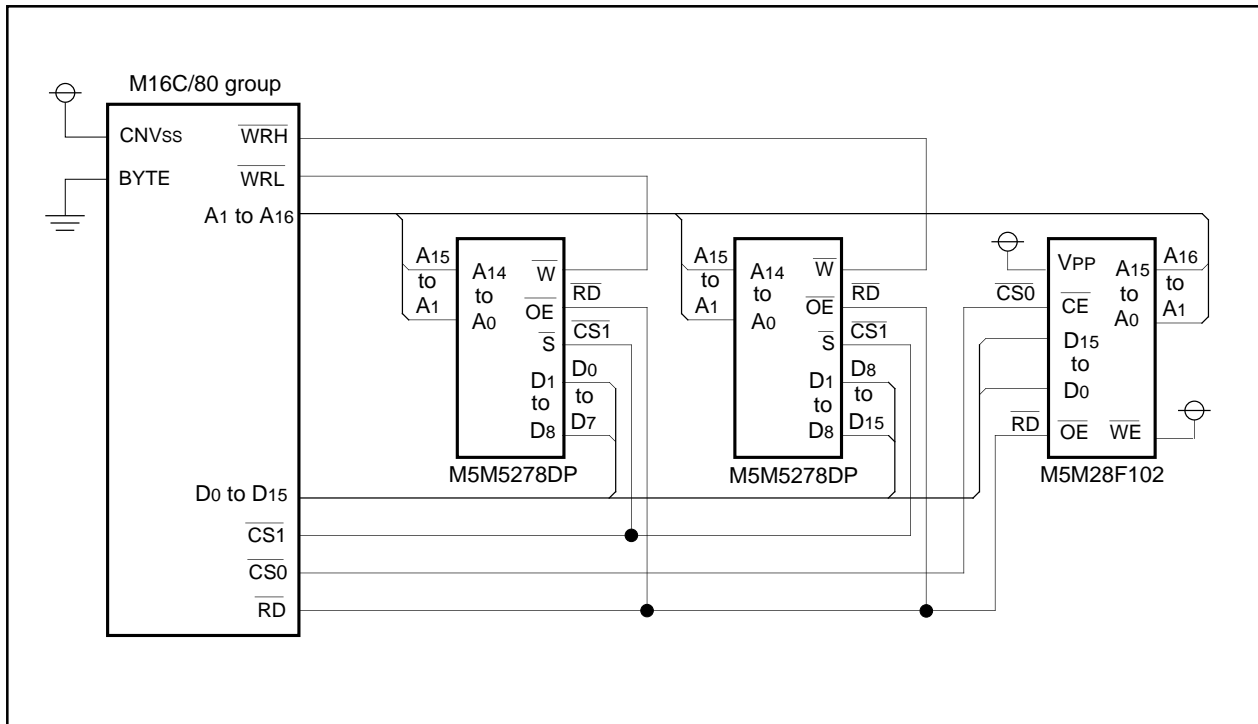 M16C/80 group
CNVss
BYTE
WRH
WRL
A1 to A16
D0 to D15
CS1
CS0
RD
A15
to
A1
A14
to
A0
W
OE
S
D1
to
D8
RD
CS1
D0
to
D7
M5M5278DP
A15
to
A1
A14
to
A0
W
OE
S
D1
to
D8
RD
CS1
D8
to
D15
M5M5278DP
CS0
RD
VPP
CE
D15
to
D0
OE
A15
to
A0
WE
A16
to
A1
M5M28F102